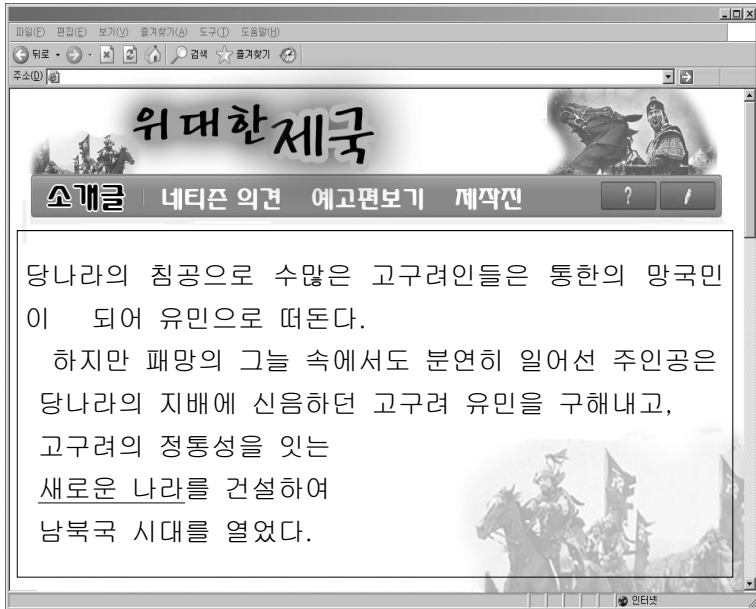 파일(F) 편집(E) 보기(V) 즐겨찾기(A) 도구(T) 도움말(H)
뒤로 검색 즐겨찾기
주소(D)
위대한제국
소개글 네티즌 의견 예고편보기 제작진 ?
당나라의 침공으로 수많은 고구려인들은 통한의 망국민
이 되어 유민으로 떠돈다.
하지만 패망의 그늘 속에서도 분연히 일어선 주인공은
당나라의 지배에 신음하던 고구려 유민을 구해내고,
고구려의 정통성을 잇는
새로운 나라를 건설하여
남북국 시대를 열었다.
인터넷